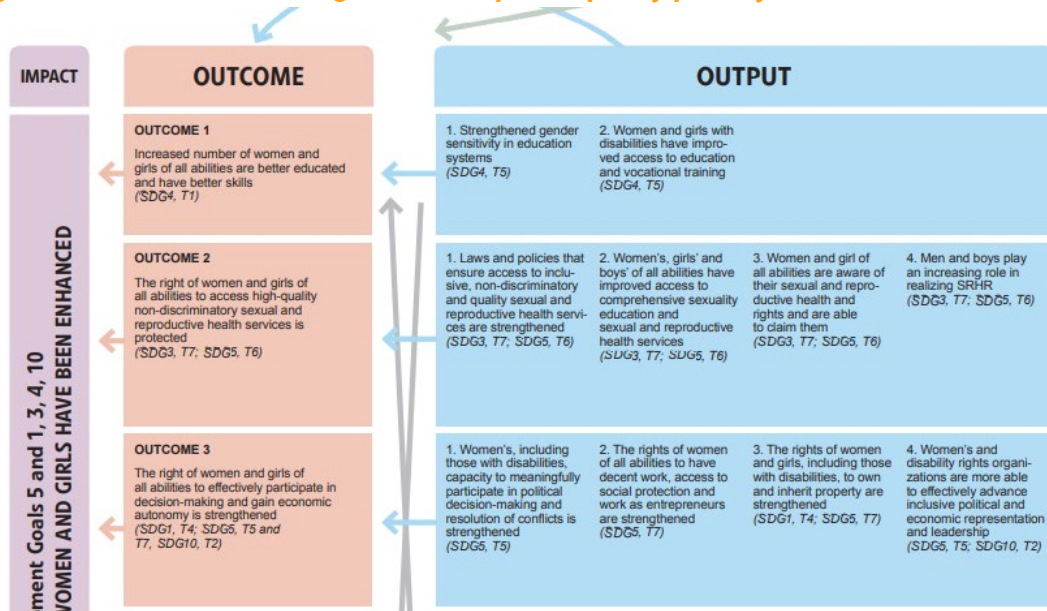 IMPACT
OUTCOME
OUTPUT
ment Goals 5 and 1, 3, 4, 10
WOMEN AND GIRLS HAVE BEEN ENHANCED
OUTCOME 1
Increased number of women and
girls of all abilities are better educated
and have better skills
(SDG4, T1)
1. Strengthened gender
sensitivity in education
systems
(SDG4, T5)
2. Women and girls with
disabilities have impro-
ved access to education
and vocational training
(SDG4, T5)
OUTCOME 2
The right of women and girls of
all abilities to access high-quality
non-discriminatory sexual and
reproductive health services is
protected
(SDG3, T7; SDG5, T6)
1. Laws and policies that
ensure access to inclu-
sive, non-discriminatory
and quality sexual and
reproductive health servi-
ces are strengthened
(SDG3, T7; SDG5, T6)
2. Women's, girls' and
boys' of all abilities have
improved access to
comprehensive sexuality
education and
sexual and reproductive
health services
(SDG3, T7; SDG5, T6)
3. Women and girl of
all abilities are aware of
their sexual and repro-
ductive health and
rights and are able
to claim them
(SDG3, T7; SDG5, T6)
4. Men and boys play
an increasing role in
realizing SRHR
(SDG3, T7; SDG5, T6)
OUTCOME 3
The right of women and girls of
all abilities to effectively participate in
decision-making and gain economic
autonomy is strengthened
(SDG1, T4; SDG5, T5 and
T7, SDG10, T2)
1. Women's, including
those with disabilities,
capacity to meaningfully
participate in political
decision-making and
resolution of conflicts is
strengthened
(SDG5, T5)
2. The rights of women
of all abilities to have
decent work, access to
social protection and
work as entrepreneurs
are strengthened
(SDG5, T7)
3. The rights of women
and girls, including those
with disabilities, to own
and inherit property are
strengthened
(SDG1, T4; SDG5, T7)
4. Women's and
disability rights organi-
zations are more able
to effectively advance
inclusive political and
economic representation
and leadership
(SDG5, T5; SDG10, T2)